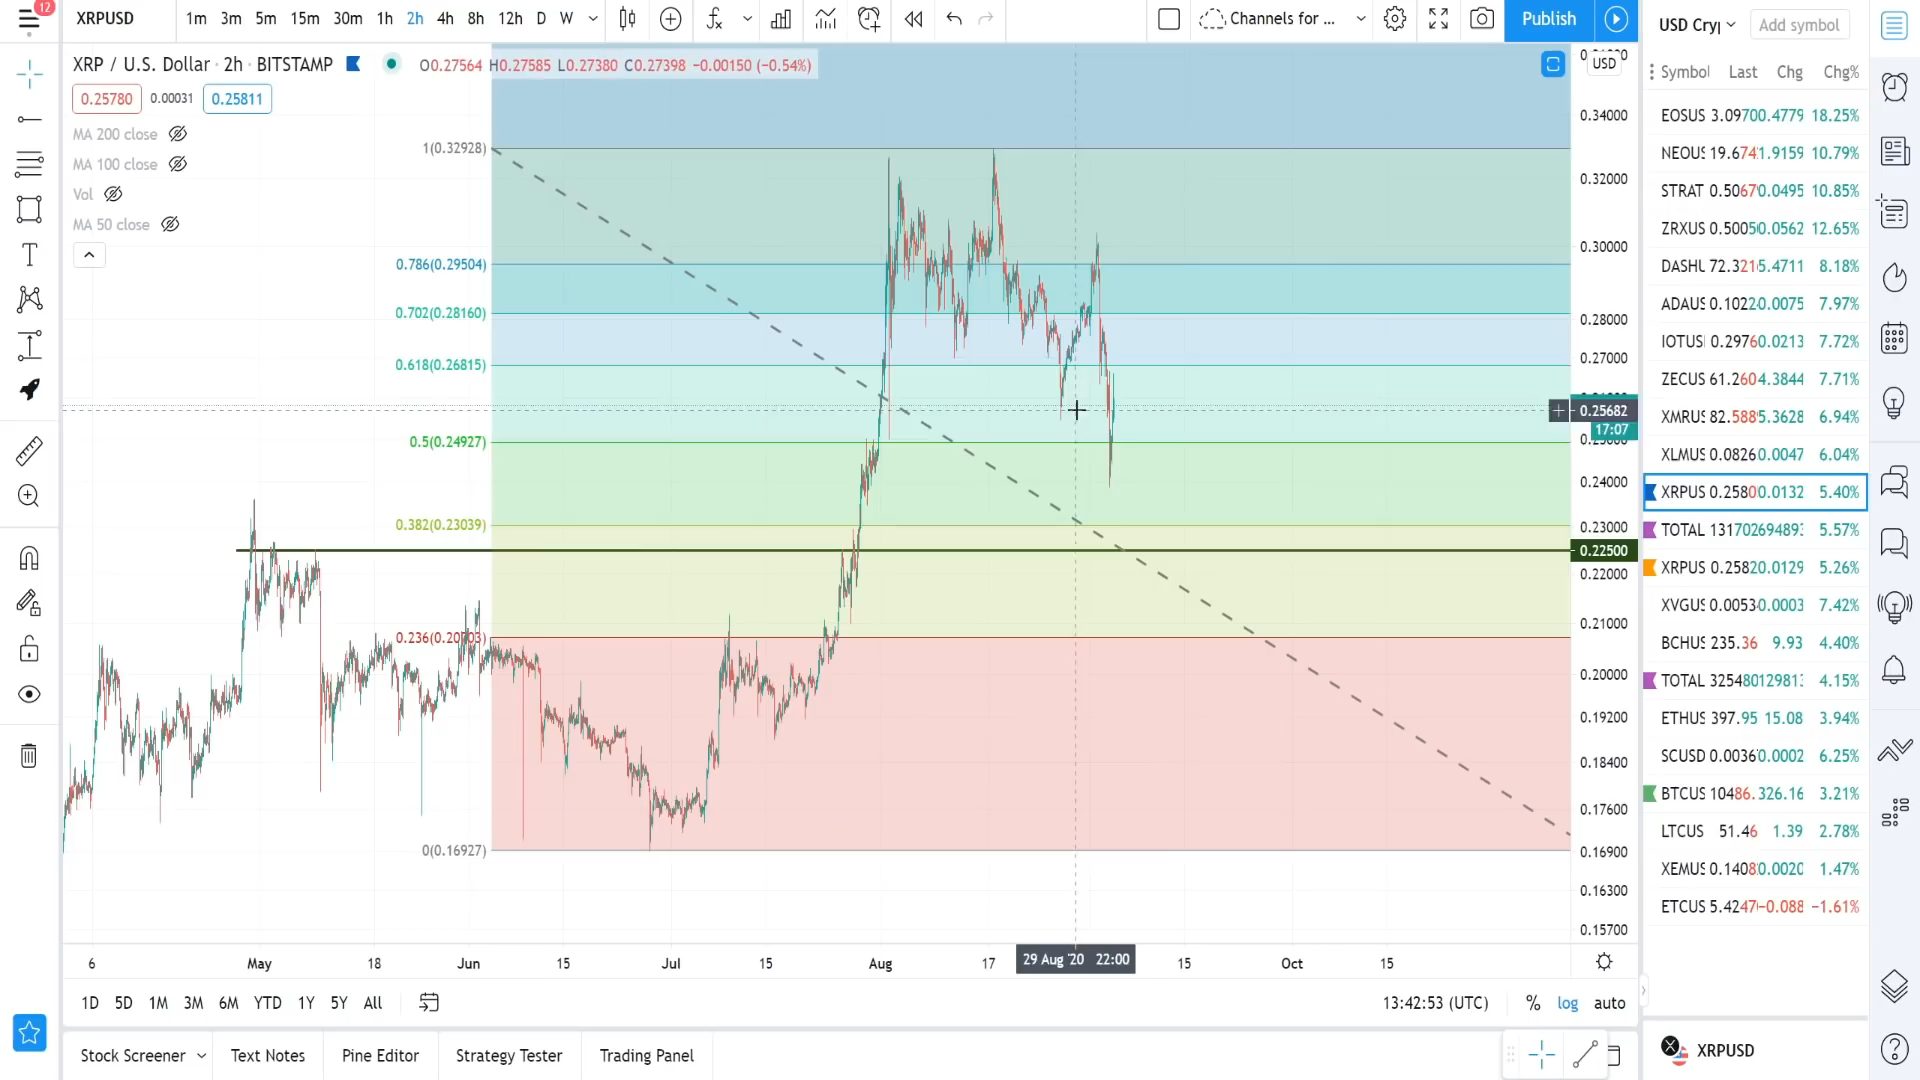 12
XRPUSD
1m 3m 5m 15m 30m 1h 2h 4h 8h 12h D W
Channels for ...
Publish
USD Cryp
Add symbol
XRP / U.S. Dollar · 2h · BITSTAMP
O0.27564 H0.27585 L0.27380 C0.27398 −0.00150 (−0.54%)
0.25780 0.00031 0.25811
MA 200 close
MA 100 close
Vol
MA 50 close
1(0.32928)
0.786(0.29504)
0.702(0.28160)
0.618(0.26815)
0.5(0.24927)
0.382(0.23039)
0(0.16927)
USD
0.34000
0.32000
0.30000
0.28000
0.27000
0.25682
17:07
0.24000
0.23000
0.22500
0.22000
0.21000
0.20000
0.19200
0.18400
0.17600
0.16900
0.16300
0.15700
6 May 18 Jun 15 Jul 15 Aug 17 29 Aug '20 22:00 15 Oct 15
1D 5D 1M 3M 6M YTD 1Y 5Y All
13:42:53 (UTC) % log auto
Stock Screener Text Notes Pine Editor Strategy Tester Trading Panel
Symbol Last Chg Chg%
EOSUS 3.0970 0.4779 18.25%
NEOUS 19.674 1.9159 10.79%
STRAT 0.5067 0.0495 10.85%
ZRXUS 0.5005 0.0562 12.65%
DASHU 72.321 5.4711 8.18%
ADAUS 0.1022 0.0075 7.97%
IOTUS 0.2976 0.0213 7.72%
ZECUS 61.260 4.3844 7.71%
XMRUS 82.588 5.3628 6.94%
XLMUS 0.0826 0.0047 6.04%
XRPUS 0.2580 0.0132 5.40%
TOTAL 5.57%
XRPUS 0.2582 0.0129 5.26%
XVGUS 0.0053 0.0003 7.42%
BCHUS 235.36 9.93 4.40%
TOTAL 4.15%
ETHUS 397.95 15.08 3.94%
SCUSD 0.0036 0.0002 6.25%
BTCUS 10486. 326.16 3.21%
LTCUS 51.46 1.39 2.78%
XEMUS 0.1408 0.0020 1.47%
ETCUS 5.4247 −0.088 −1.61%
XRPUSD